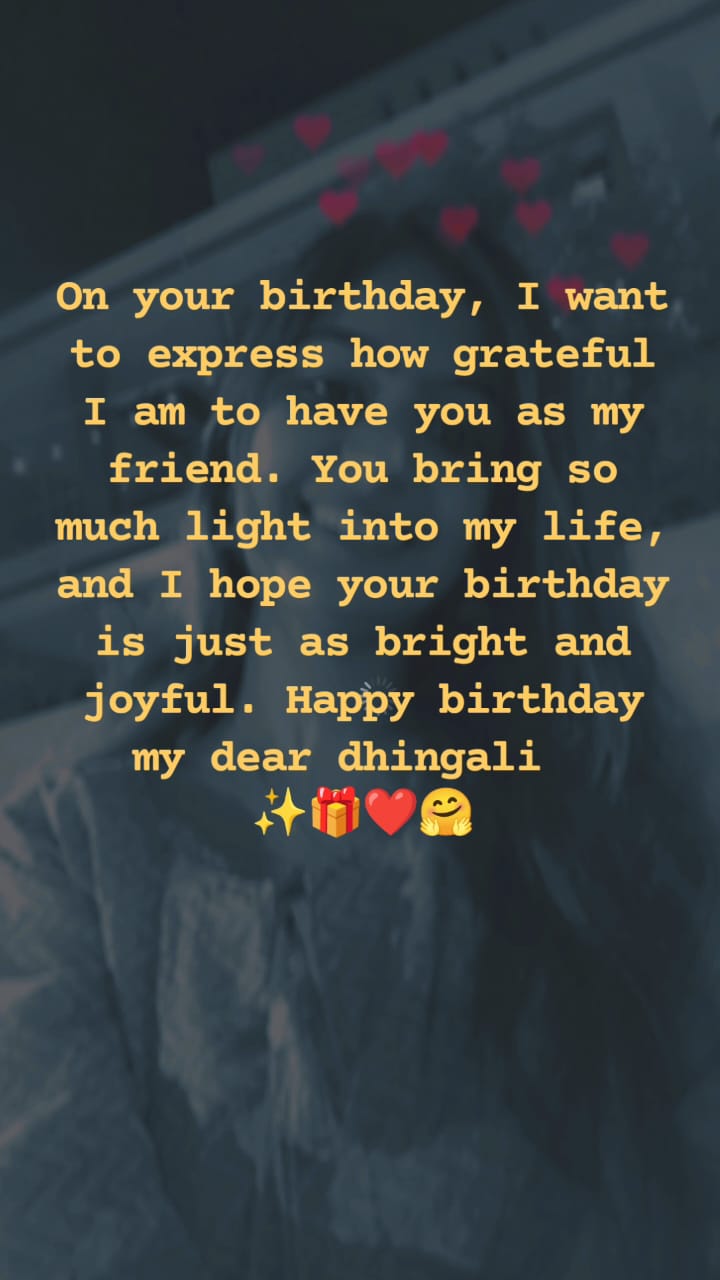 On your birthday, I want
to express how grateful
I am to have you as my
friend. You bring so
much light into my life,
and I hope your birthday
is just as bright and
joyful. Happy birthday
my dear dhingali
✨🎁❤️🤗